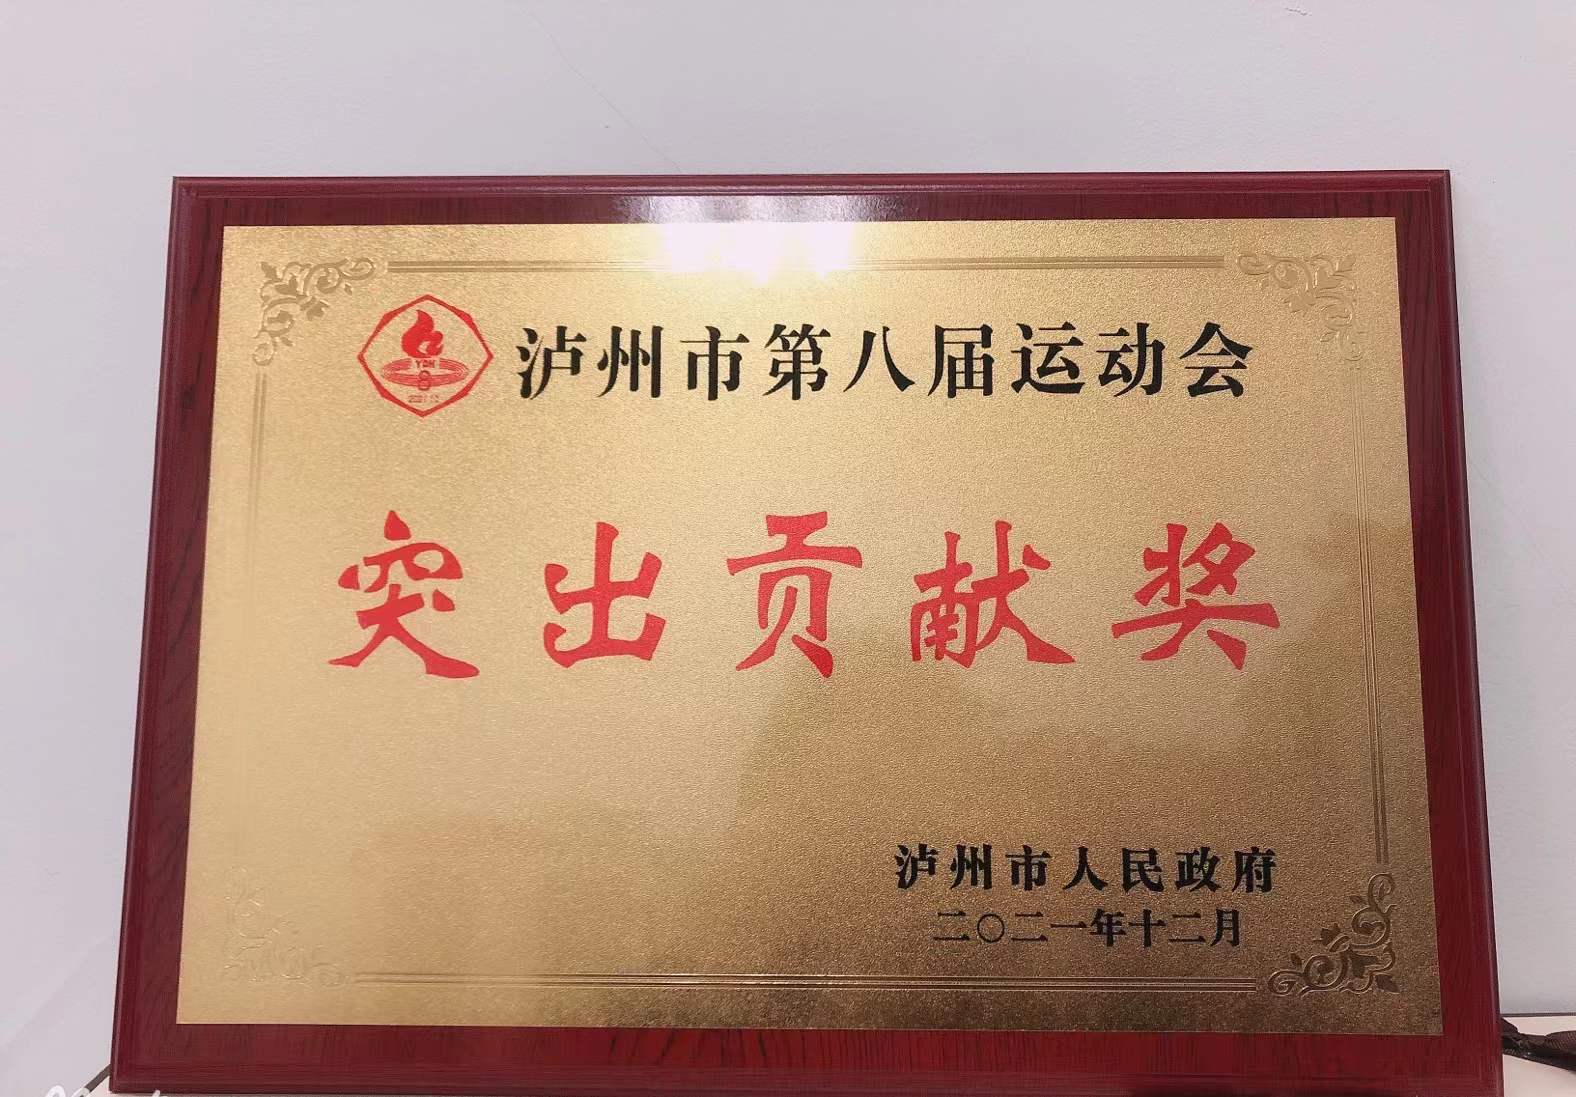 泸州市第八届运动会
突出贡献奖
泸州市人民政府
二〇二一年十二月